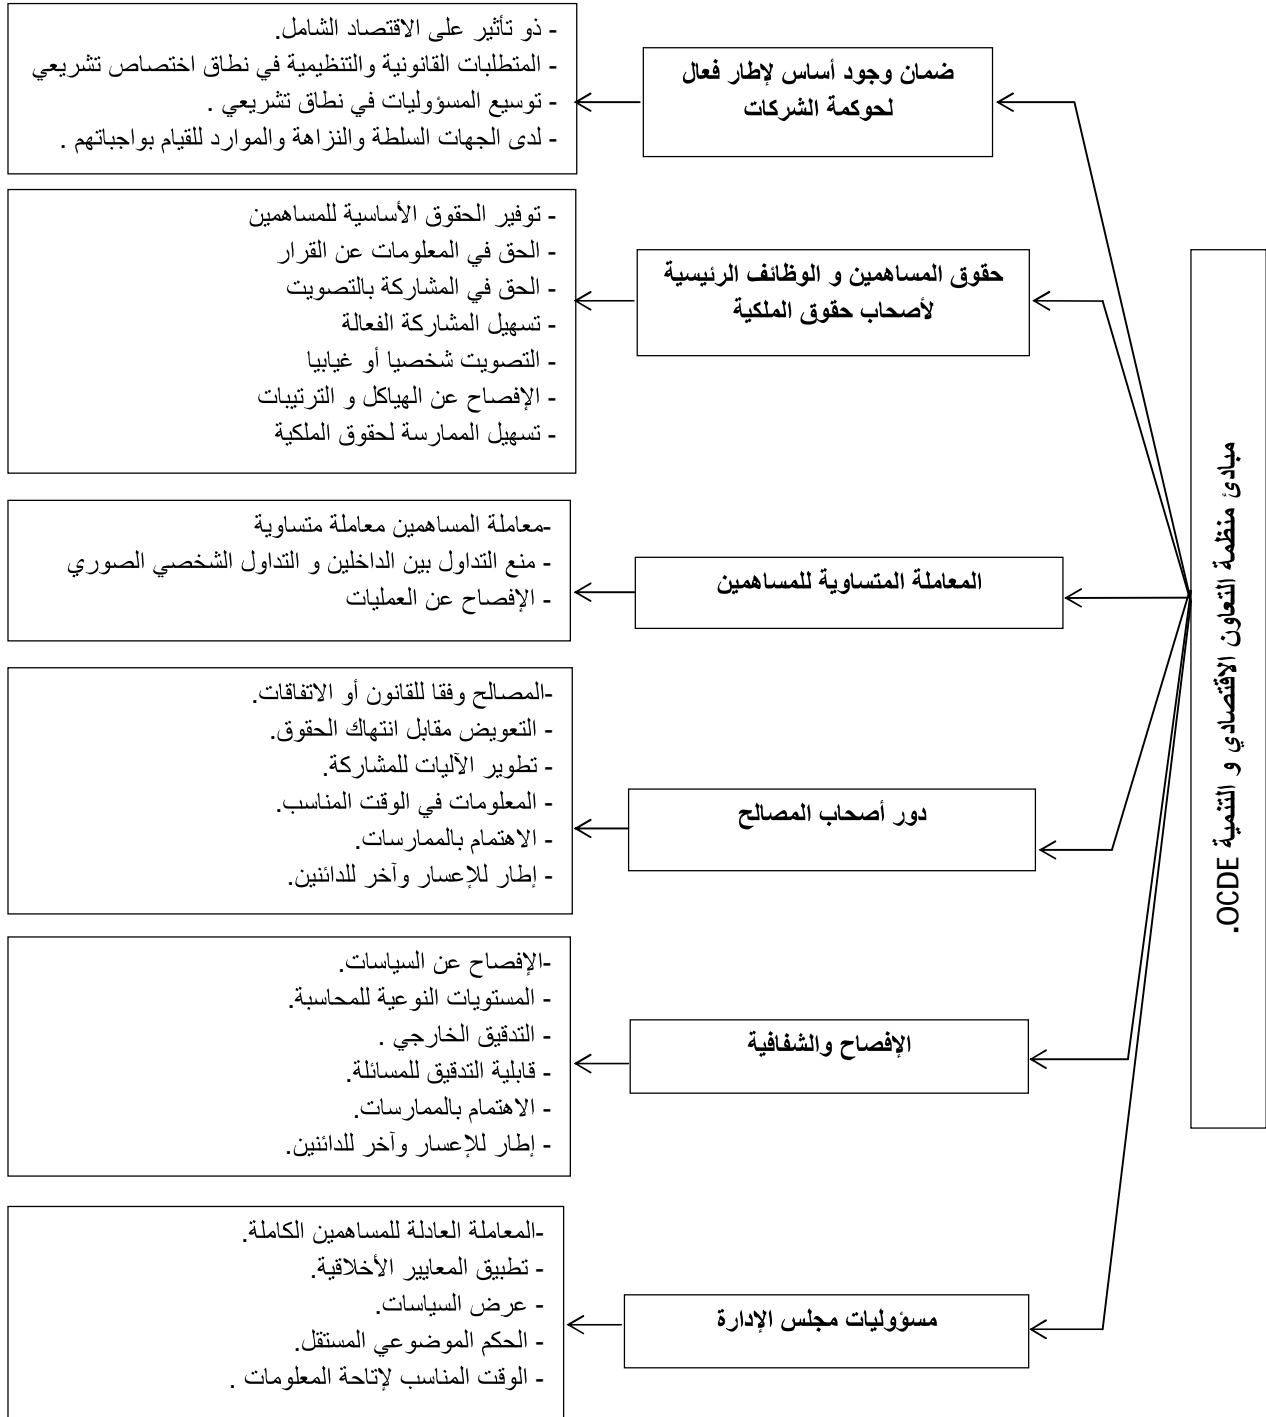 مبادئ منظمة التعاون الاقتصادي و التنمية OCDE.
ضمان وجود أساس لإطار فعال
لحوكمة الشركات
- ذو تأثير على الاقتصاد الشامل.
- المتطلبات القانونية والتنظيمية في نطاق اختصاص تشريعي
- توسيع المسؤوليات في نطاق تشريعي .
- لدى الجهات السلطة والنزاهة والموارد للقيام بواجباتهم .
حقوق المساهمين و الوظائف الرئيسية
لأصحاب حقوق الملكية
- توفير الحقوق الأساسية للمساهمين
- الحق في المعلومات عن القرار
- الحق في المشاركة بالتصويت
- تسهيل المشاركة الفعالة
- التصويت شخصيا أو غيابيا
- الإفصاح عن الهياكل و الترتيبات
- تسهيل الممارسة لحقوق الملكية
المعاملة المتساوية للمساهمين
-معاملة المساهمين معاملة متساوية
- منع التداول بين الداخلين و التداول الشخصي الصوري
- الإفصاح عن العمليات
دور أصحاب المصالح
-المصالح وفقا للقانون أو الاتفاقات.
- التعويض مقابل انتهاك الحقوق.
- تطوير الآليات للمشاركة.
- المعلومات في الوقت المناسب.
- الاهتمام بالممارسات.
- إطار للإعسار وآخر للدائنين.
الإفصاح والشفافية
-الإفصاح عن السياسات.
- المستويات النوعية للمحاسبة.
- التدقيق الخارجي .
- قابلية التدقيق للمسائلة.
- الاهتمام بالممارسات.
- إطار للإعسار وآخر للدائنين.
مسؤوليات مجلس الإدارة
-المعاملة العادلة للمساهمين الكاملة.
- تطبيق المعايير الأخلاقية.
- عرض السياسات.
- الحكم الموضوعي المستقل.
- الوقت المناسب لإتاحة المعلومات .